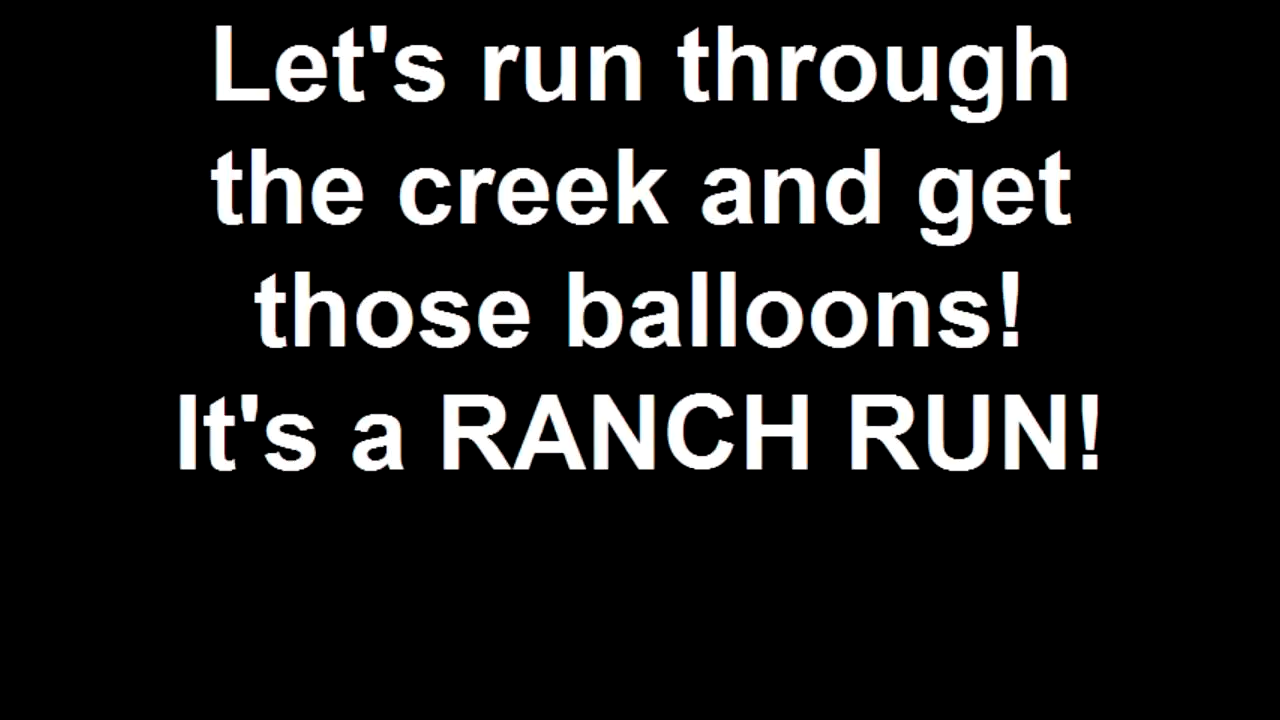 Let's run through
the creek and get
those balloons!
It's a RANCH RUN!